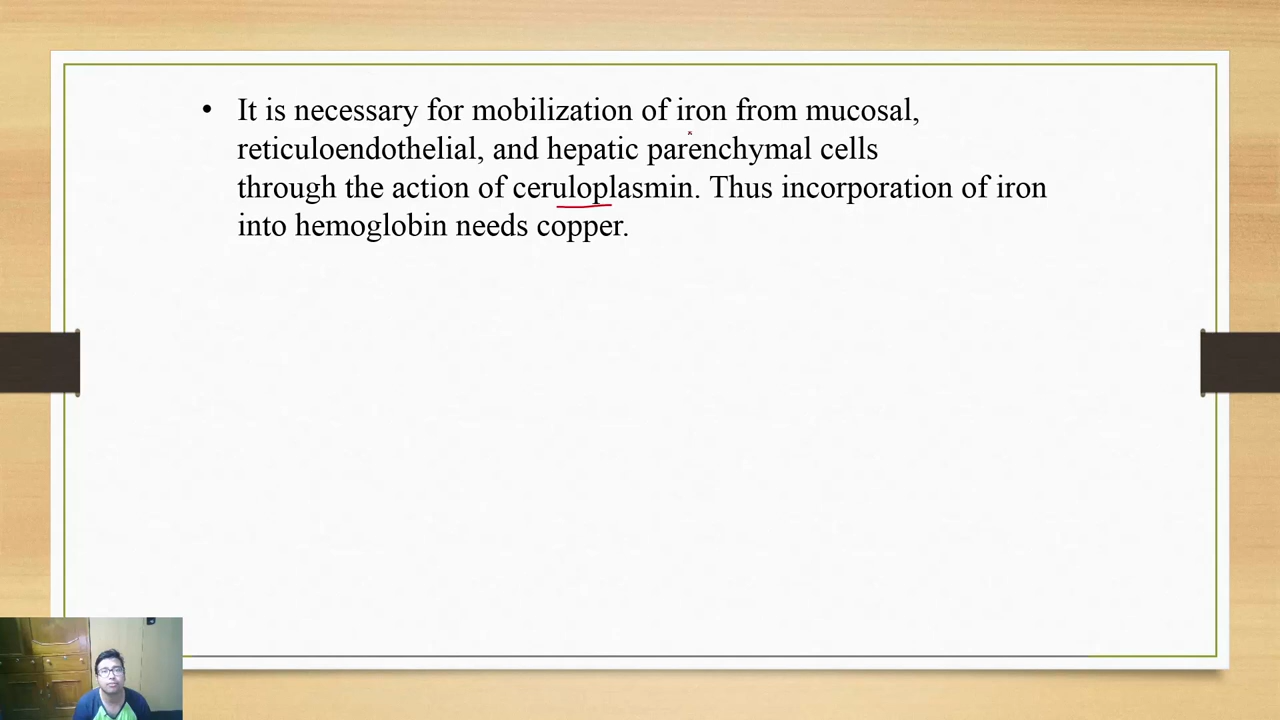 • It is necessary for mobilization of iron from mucosal,
reticuloendothelial, and hepatic parenchymal cells
through the action of ceruloplasmin. Thus incorporation of iron
into hemoglobin needs copper.